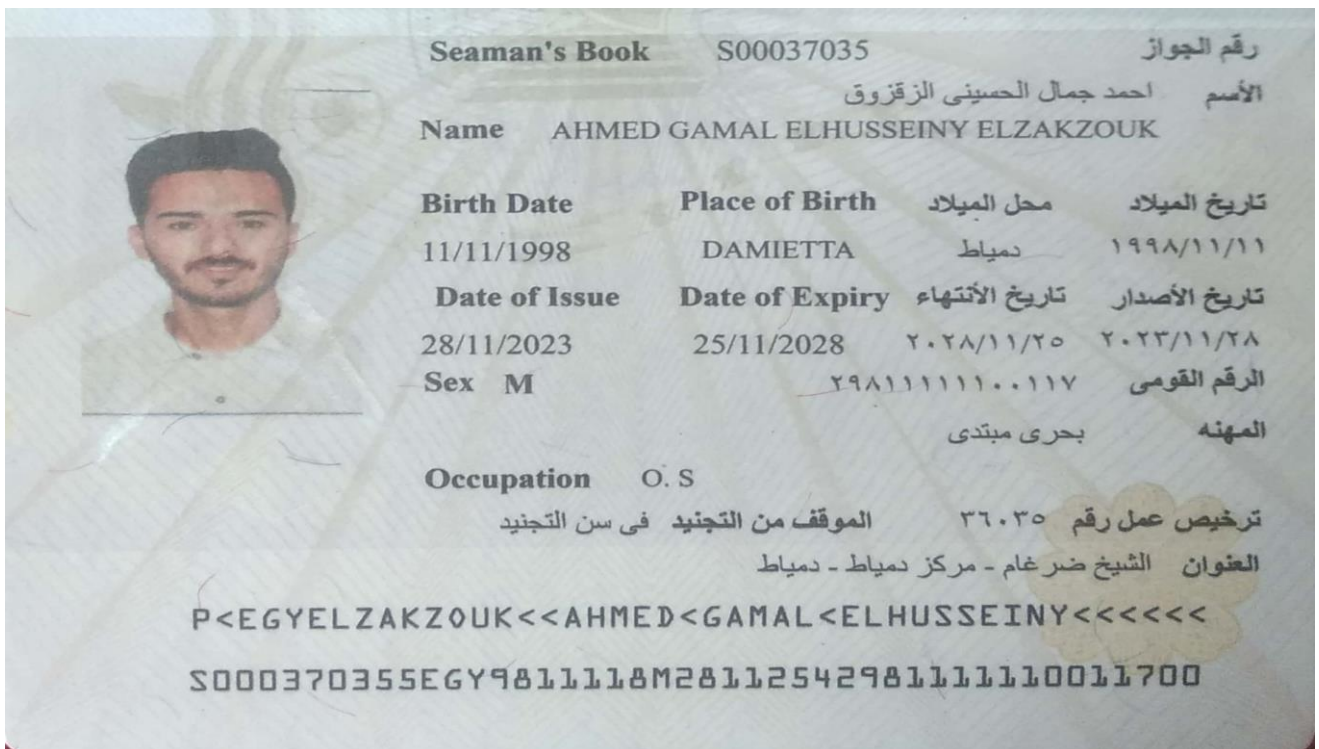 Seaman's Book S00037035 رقم الجواز
الأسم احمد جمال الحسينى الزقزوق
Name AHMED GAMAL ELHUSSEINY ELZAKZOUK
Birth Date Place of Birth محل الميلاد تاريخ الميلاد
11/11/1998 DAMIETTA دمياط ١٩٩٨/١١/١١
Date of Issue Date of Expiry تاريخ الأنتهاء تاريخ الأصدار
28/11/2023 25/11/2028 ٢٠٢٨/١١/٢٥ ٢٠٢٣/١١/٢٨
Sex M الرقم القومى ٢٩٨١١١١١١٠٠١١٧
المهنه بحرى مبتدى
Occupation O. S
ترخيص عمل رقم ٣٦٠٣٥ الموقف من التجنيد فى سن التجنيد
العنوان الشيخ ضرغام - مركز دمياط - دمياط
P<EGYELZAKZOUK<<AHMED<GAMAL<ELHUSSEINY<<<<<<
S000370355EGY9811118M2811254298111111001​1700